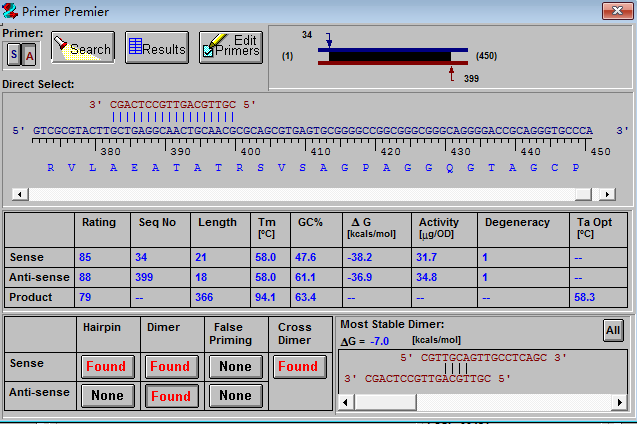 Primer Premier
Primer:
S A
Search
Results
Edit Primers
34
(1)
(450)
399
Direct Select:
3' CGACTCCGTTGACGTTGC 5'
5' GTCGCGTACTTGCTGAGGCAACTGCAACGCGCAGCGTGAGTGCGGGGCCGGCGGGCGGGCAGGGGACCGCAGGGTGCCCA 3'
380 390 400 410 420 430 440 450
R V L A E A T A T R S V S A G P A G G Q G T A G C P
Rating Seq No Length Tm [ºC] GC% Δ G [kcals/mol] Activity [µg/OD] Degeneracy Ta Opt [ºC]
Sense 85 34 21 58.0 47.6 -38.2 31.7 1 --
Anti-sense 88 399 18 58.0 61.1 -36.9 34.8 1 --
Product 79 -- 366 94.1 63.4 -- -- -- 58.3
Hairpin Dimer False Priming Cross Dimer
Sense Found Found None Found
Anti-sense None Found None
Most Stable Dimer:
All
ΔG = -7.0 [kcals/mol]
5' CGTTGCAGTTGCCTCAGC 3'
3' CGACTCCGTTGACGTTGC 5'